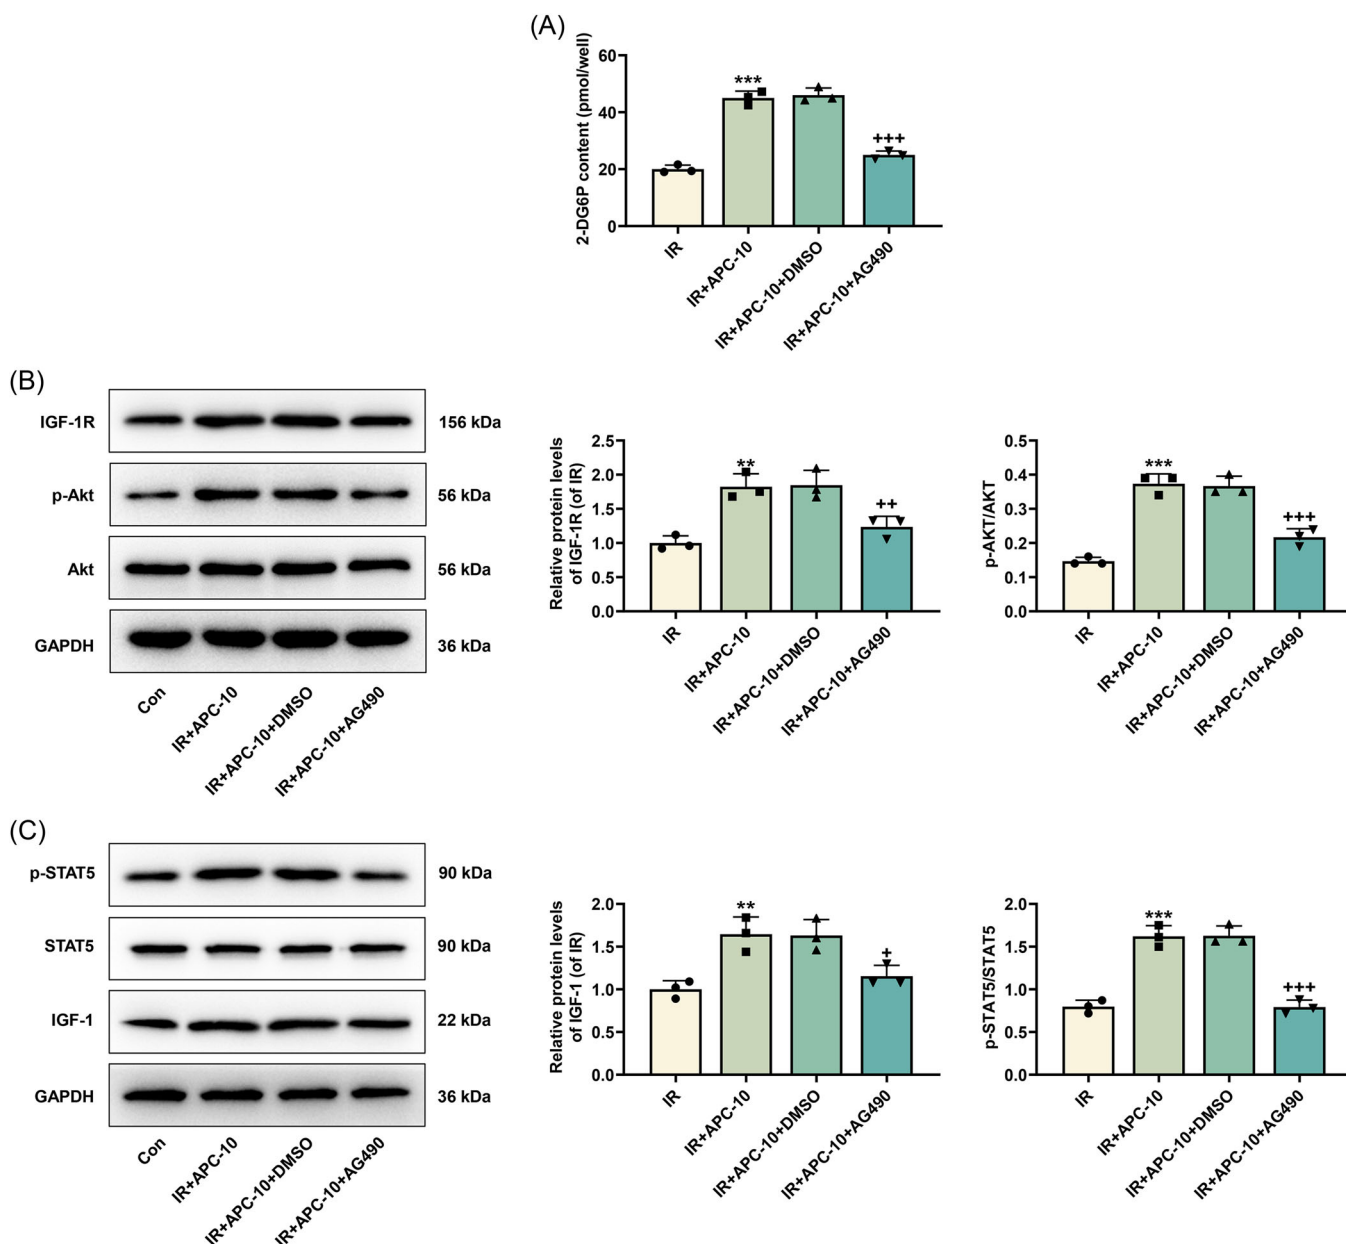 (A)
2-DG6P content (pmol/well)
60
40
20
0
***
+++
IR
IR+APC-10
IR+APC-10+DMSO
IR+APC-10+AG490
(B)
IGF-1R
156 kDa
p-Akt
56 kDa
Akt
56 kDa
GAPDH
36 kDa
Con
IR+APC-10
IR+APC-10+DMSO
IR+APC-10+AG490
Relative protein levels
of IGF-1R (of IR)
2.5
2.0
1.5
1.0
0.5
0.0
**
++
IR
IR+APC-10
IR+APC-10+DMSO
IR+APC-10+AG490
p-AKT/AKT
0.5
0.4
0.3
0.2
0.1
0.0
***
+++
IR
IR+APC-10
IR+APC-10+DMSO
IR+APC-10+AG490
(C)
p-STAT5
90 kDa
STAT5
90 kDa
IGF-1
22 kDa
GAPDH
36 kDa
Con
IR+APC-10
IR+APC-10+DMSO
IR+APC-10+AG490
Relative protein levels
of IGF-1 (of IR)
2.0
1.5
1.0
0.5
0.0
**
+
IR
IR+APC-10
IR+APC-10+DMSO
IR+APC-10+AG490
p-STAT5/STAT5
2.0
1.5
1.0
0.5
0.0
***
+++
IR
IR+APC-10
IR+APC-10+DMSO
IR+APC-10+AG490